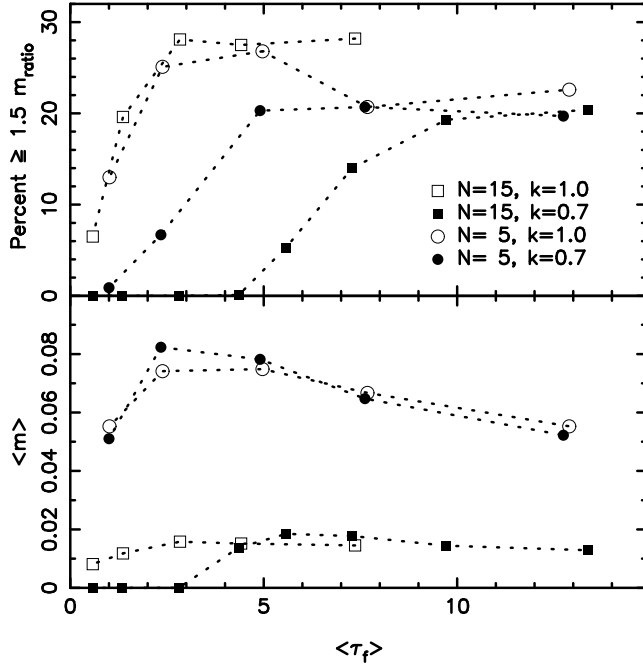 30
20
10
0
Percent ≧ 1.5 m_ratio
N=15, k=1.0
N=15, k=0.7
N= 5, k=1.0
N= 5, k=0.7
0.08
0.06
0.04
0.02
0
<m>
0 5 10
<τ_f>